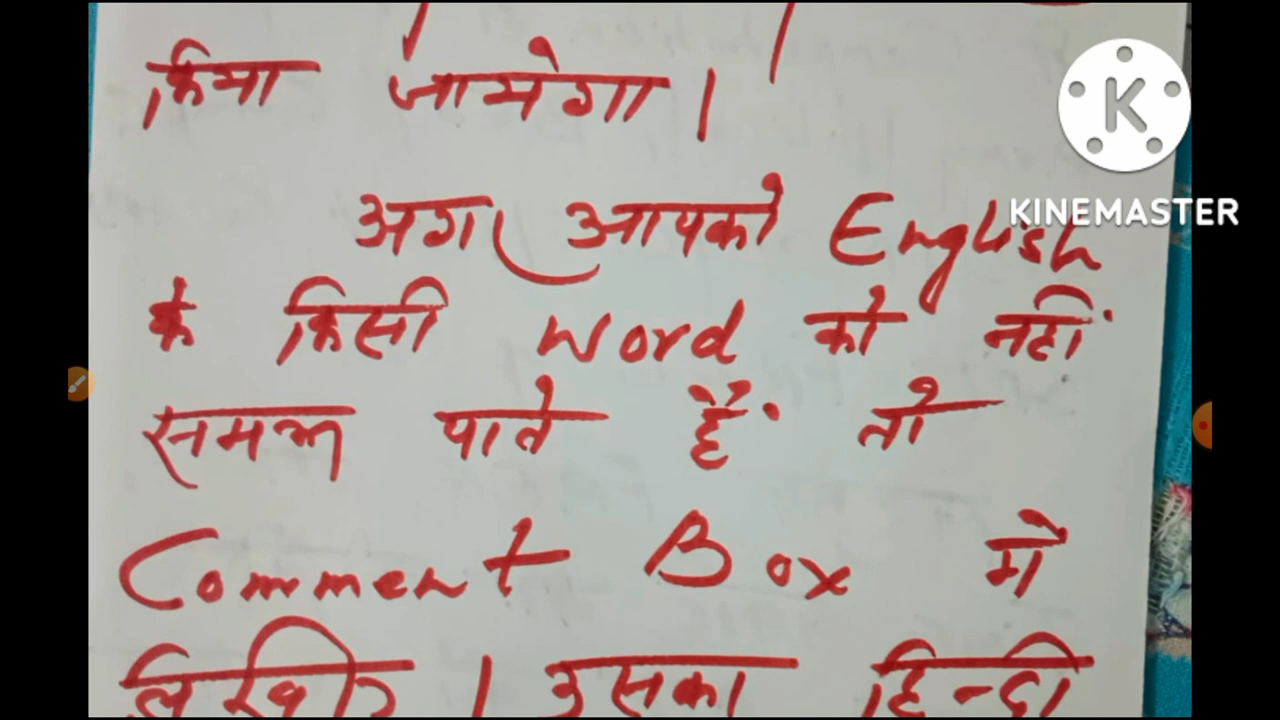 किया जायेगा।
अगर आपको English
के किसी Word को नहीं
समझ पाते हैं तो
Comment Box में
लिखीए। उसका हिन्दी
KINEMASTER